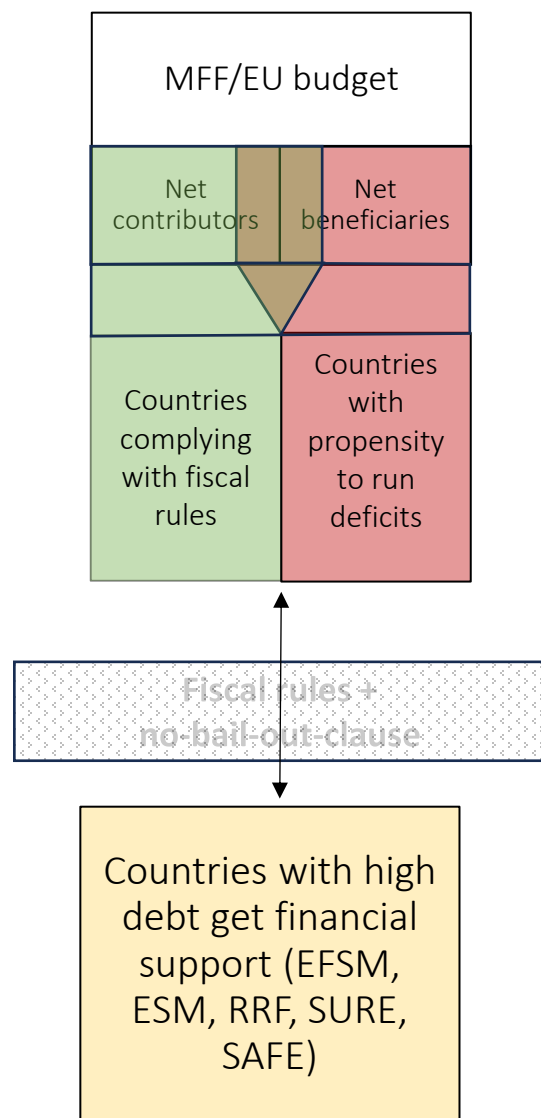 MFF/EU budget
Net
contributors
Net
beneficiaries
Countries
complying
with fiscal
rules
Countries
with
propensity
to run
deficits
Fiscal rules +
no-bail-out-clause
Countries with high
debt get financial
support (EFSM,
ESM, RRF, SURE,
SAFE)